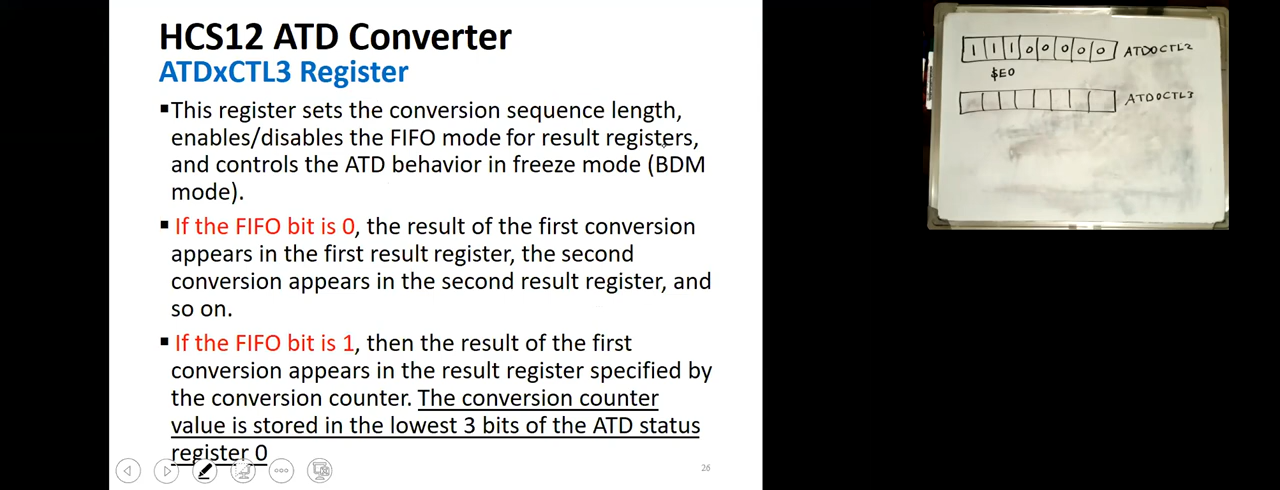 HCS12 ATD Converter
ATDxCTL3 Register
▪This register sets the conversion sequence length,
enables/disables the FIFO mode for result registers,
and controls the ATD behavior in freeze mode (BDM
mode).
▪ If the FIFO bit is 0, the result of the first conversion
appears in the first result register, the second
conversion appears in the second result register, and
so on.
▪ If the FIFO bit is 1, then the result of the first
conversion appears in the result register specified by
the conversion counter. The conversion counter
value is stored in the lowest 3 bits of the ATD status
register 0
26
1 1 1 0 0 0 0 0 ATD0CTL2
$E0
ATD0CTL3